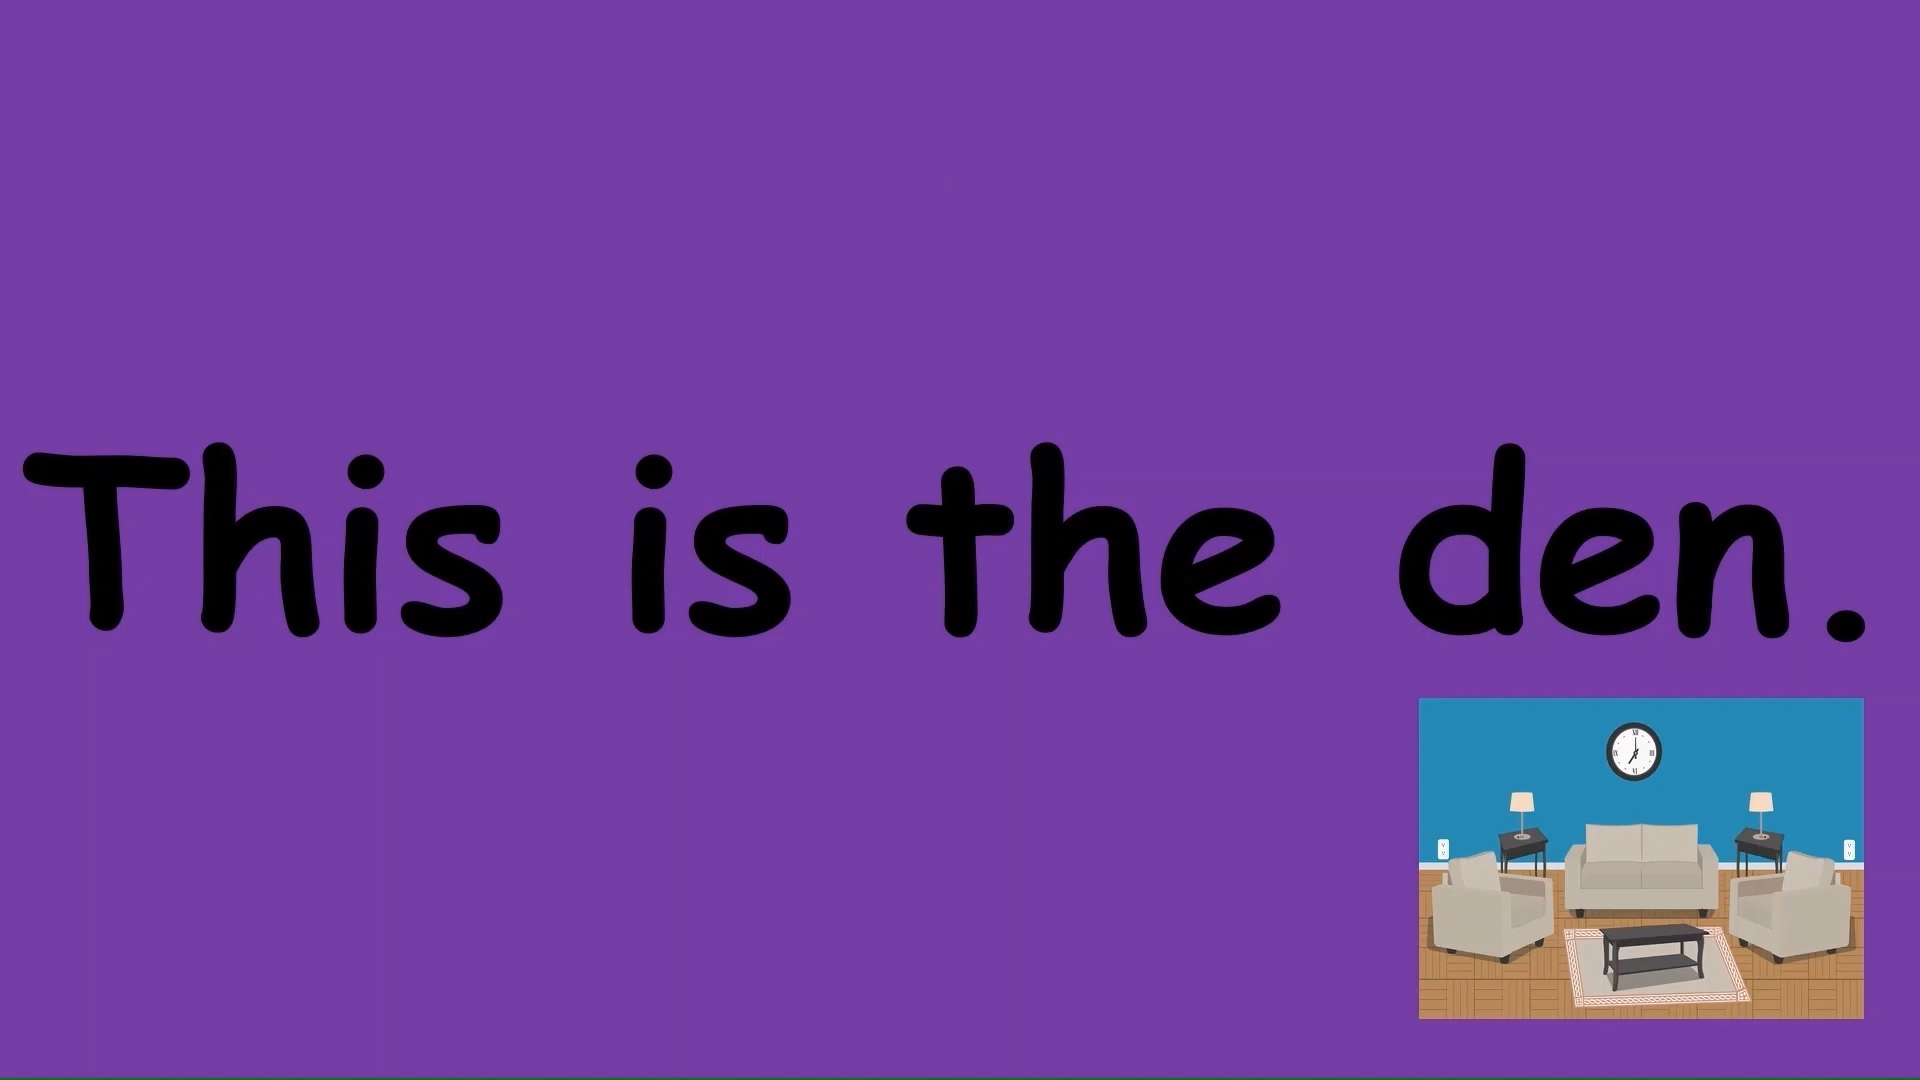 This is the den.